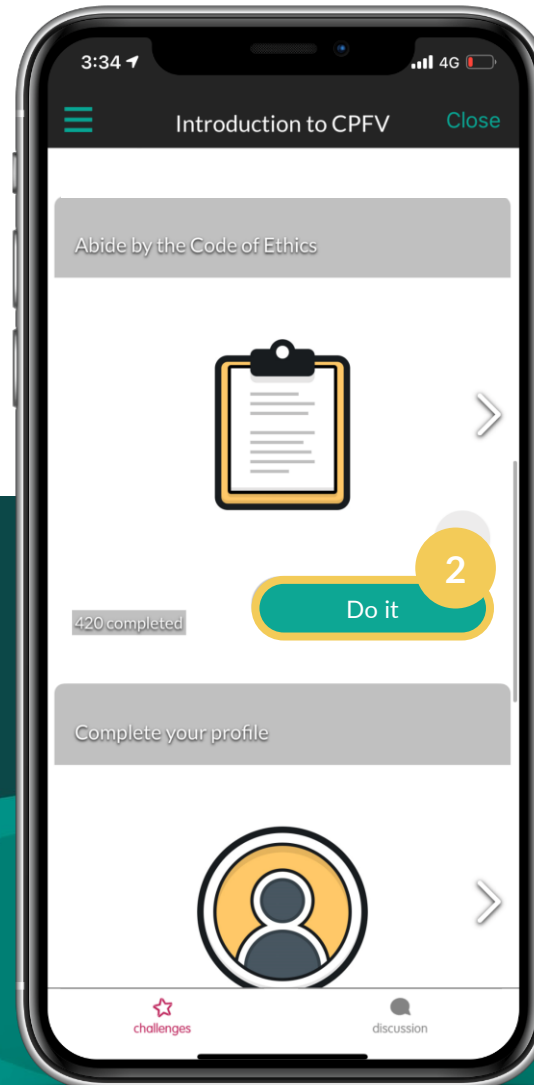 3:34
4G
Introduction to CPFV
Close
Abide by the Code of Ethics
2
Do it
420 completed
Complete your profile
challenges
discussion